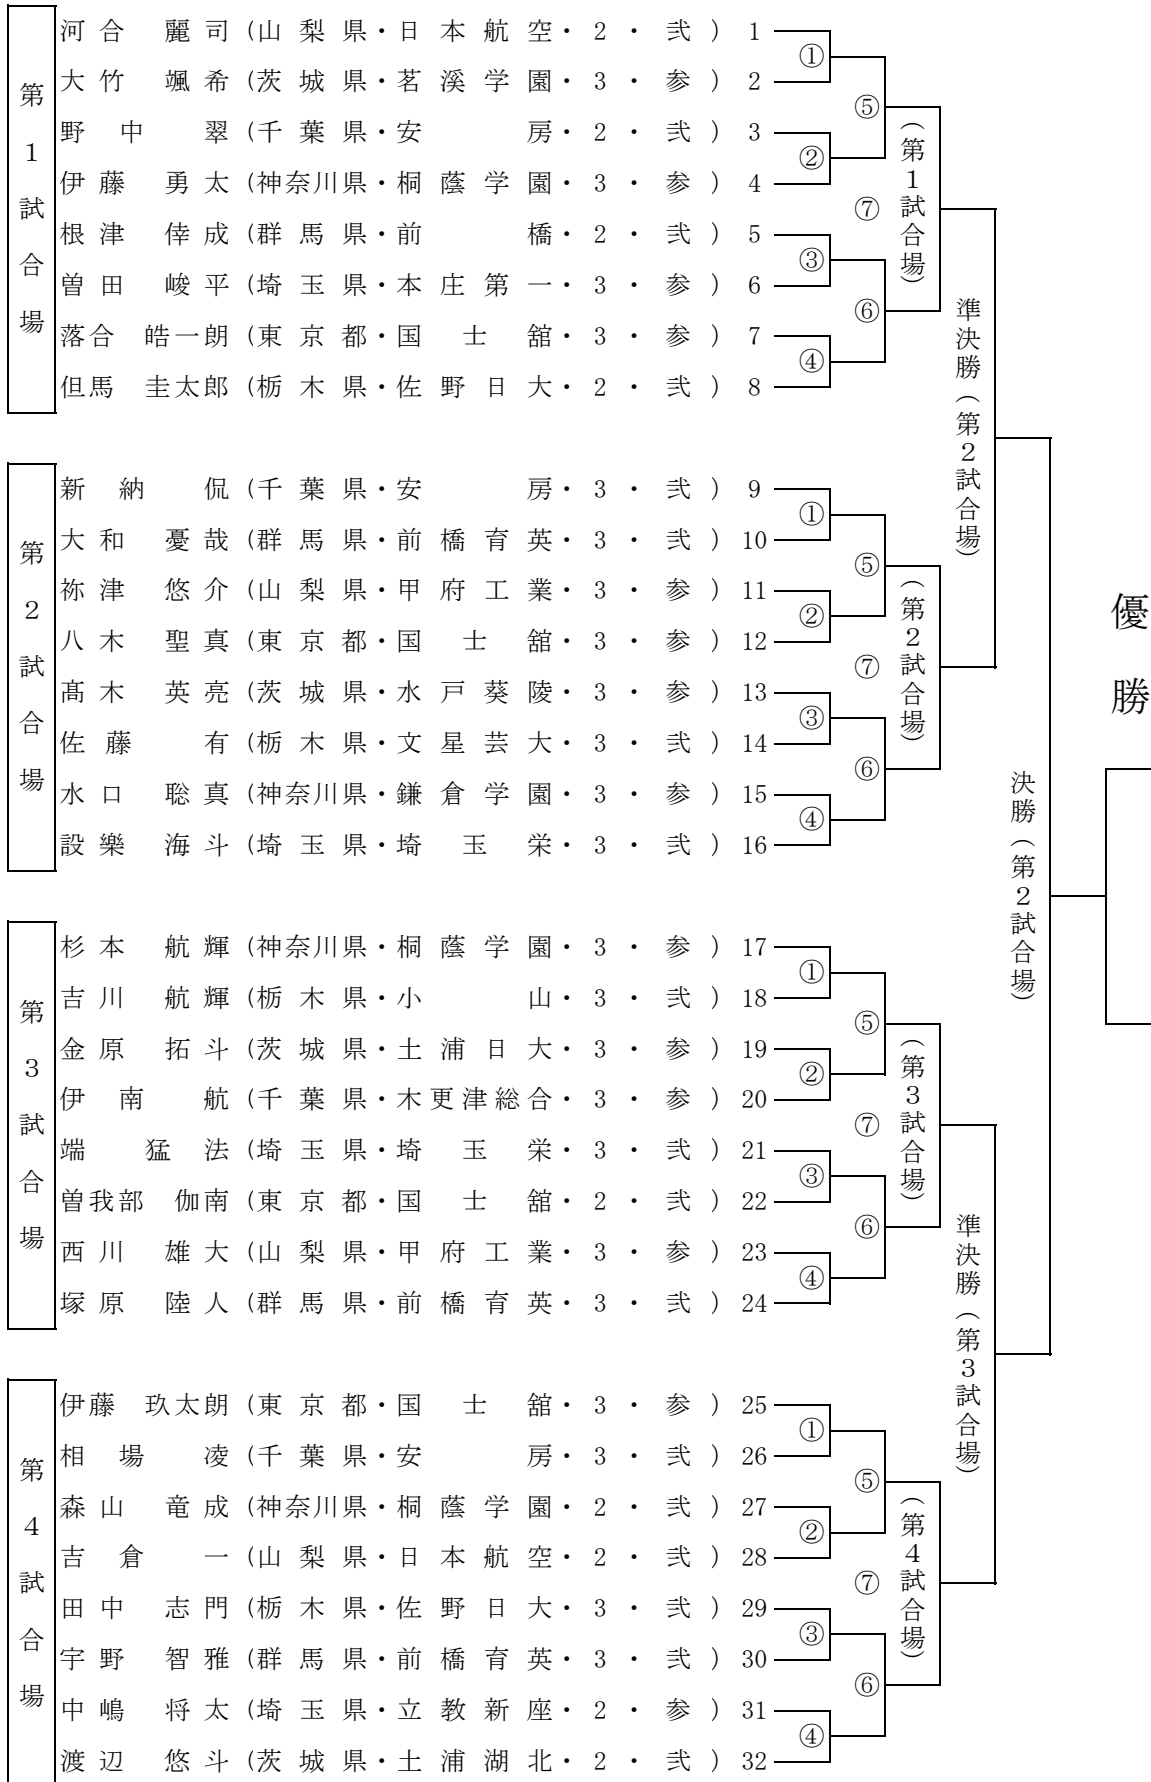 第1試合場
河合 麗司 (山梨県・日本航空・2・弐) 1
大竹 颯希 (茨城県・茗溪学園・3・参) 2
野中 翠 (千葉県・安房・2・弐) 3
伊藤 勇太 (神奈川県・桐蔭学園・3・参) 4
根津 倖成 (群馬県・前橋・2・弐) 5
曽田 峻平 (埼玉県・本庄第一・3・参) 6
落合 皓一朗 (東京都・国士舘・3・参) 7
但馬 圭太郎 (栃木県・佐野日大・2・弐) 8
①
②
③
④
⑤
⑥
⑦
(第1試合場)
第2試合場
新納 侃 (千葉県・安房・3・弐) 9
大和 憂哉 (群馬県・前橋育英・3・弐) 10
祢津 悠介 (山梨県・甲府工業・3・参) 11
八木 聖真 (東京都・国士舘・3・参) 12
髙木 英亮 (茨城県・水戸葵陵・3・参) 13
佐藤 有 (栃木県・文星芸大・3・弐) 14
水口 聡真 (神奈川県・鎌倉学園・3・参) 15
設樂 海斗 (埼玉県・埼玉栄・3・弐) 16
①
②
③
④
⑤
⑥
⑦
(第2試合場)
準決勝(第2試合場)
第3試合場
杉本 航輝 (神奈川県・桐蔭学園・3・参) 17
吉川 航輝 (栃木県・小山・3・弐) 18
金原 拓斗 (茨城県・土浦日大・3・参) 19
伊南 航 (千葉県・木更津総合・3・参) 20
端 猛法 (埼玉県・埼玉栄・3・弐) 21
曽我部 伽南 (東京都・国士舘・2・弐) 22
西川 雄大 (山梨県・甲府工業・3・参) 23
塚原 陸人 (群馬県・前橋育英・3・弐) 24
①
②
③
④
⑤
⑥
⑦
(第3試合場)
第4試合場
伊藤 玖太朗 (東京都・国士舘・3・参) 25
相場 凌 (千葉県・安房・3・弐) 26
森山 竜成 (神奈川県・桐蔭学園・2・弐) 27
吉倉 一 (山梨県・日本航空・2・弐) 28
田中 志門 (栃木県・佐野日大・3・弐) 29
宇野 智雅 (群馬県・前橋育英・3・弐) 30
中嶋 将太 (埼玉県・立教新座・2・参) 31
渡辺 悠斗 (茨城県・土浦湖北・2・弐) 32
①
②
③
④
⑤
⑥
⑦
(第4試合場)
準決勝(第3試合場)
決勝(第2試合場)
優勝